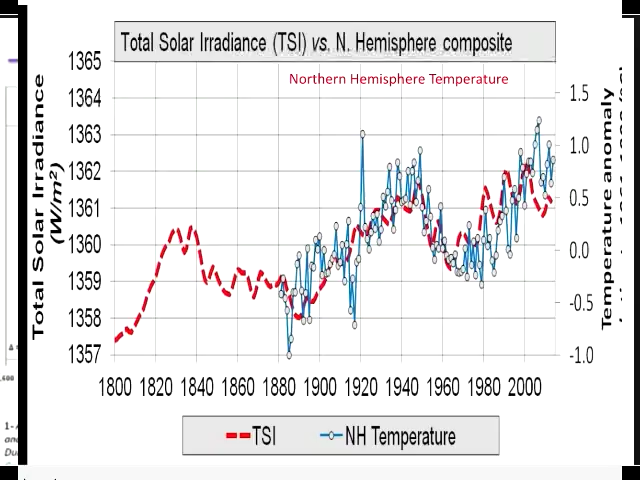 Total Solar Irradiance (TSI) vs. N. Hemisphere composite
Northern Hemisphere Temperature
Total Solar Irradiance
(W/m²)
1365
1364
1363
1362
1361
1360
1359
1358
1357
1.5
1.0
0.5
0.0
-0.5
-1.0
Temperature anomaly
1800 1820 1840 1860 1880 1900 1920 1940 1960 1980 2000
TSI NH Temperature